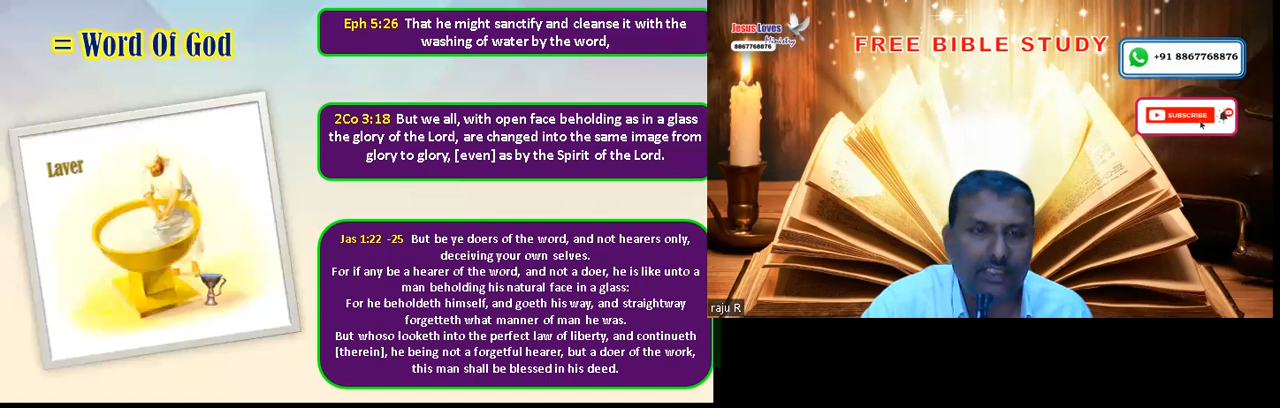 = Word Of God
Laver
Eph 5:26 That he might sanctify and cleanse it with the
washing of water by the word,
2Co 3:18 But we all, with open face beholding as in a glass
the glory of the Lord, are changed into the same image from
glory to glory, [even] as by the Spirit of the Lord.
Jas 1:22 -25 But be ye doers of the word, and not hearers only,
deceiving your own selves.
For if any be a hearer of the word, and not a doer, he is like unto a
man beholding his natural face in a glass:
For he beholdeth himself, and goeth his way, and straightway
forgetteth what manner of man he was.
But whoso looketh into the perfect law of liberty, and continueth
[therein], he being not a forgetful hearer, but a doer of the work,
this man shall be blessed in his deed.
Jesus Loves
Ministry
8867768876
FREE BIBLE STUDY
+91 8867768876
SUBSCRIBE
raju R